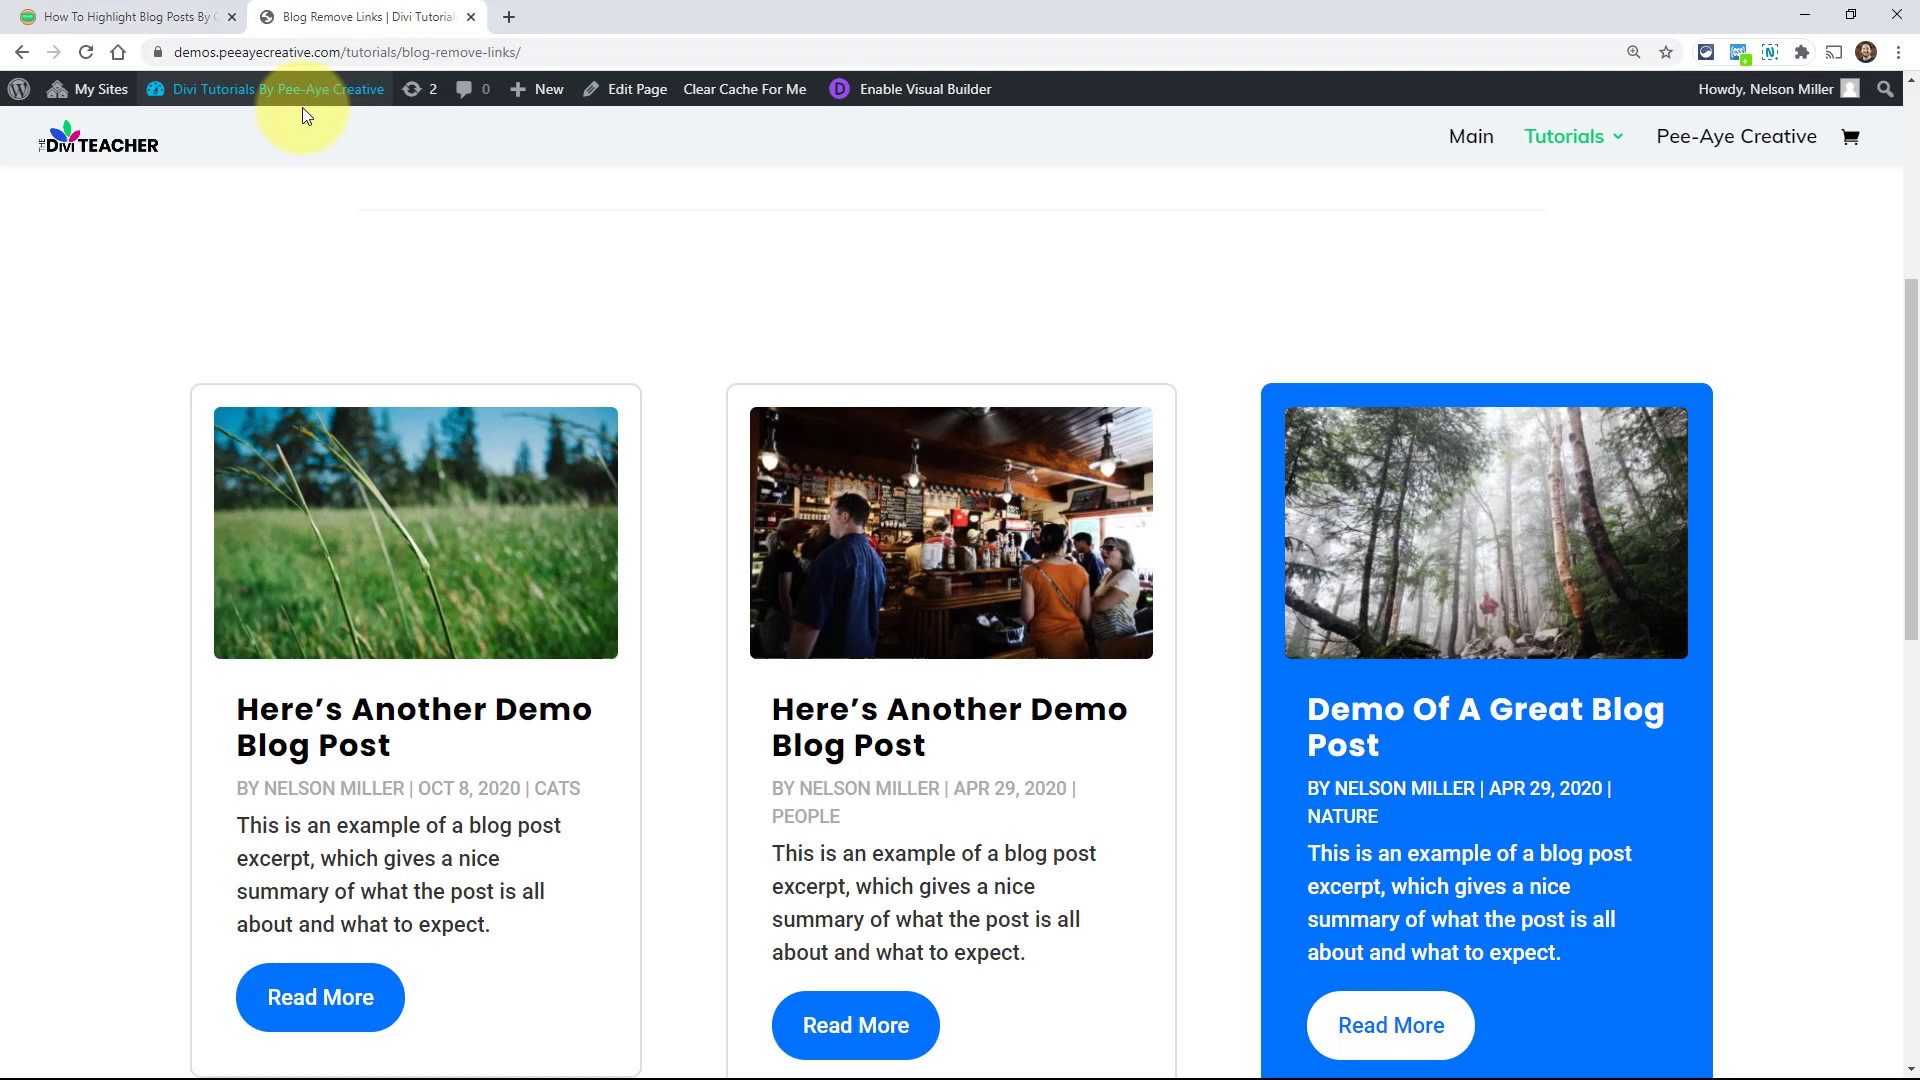 How To Highlight Blog Posts By C
Blog Remove Links | Divi Tutorial
demos.peeayecreative.com/tutorials/blog-remove-links/
My Sites
Divi Tutorials By Pee-Aye Creative
2
0
New
Edit Page
Clear Cache For Me
D
Enable Visual Builder
Howdy, Nelson Miller
THE DIVI TEACHER
Main
Tutorials
Pee-Aye Creative
Here’s Another Demo
Blog Post
BY NELSON MILLER | OCT 8, 2020 | CATS
This is an example of a blog post
excerpt, which gives a nice
summary of what the post is all
about and what to expect.
Read More
Here’s Another Demo
Blog Post
BY NELSON MILLER | APR 29, 2020 |
PEOPLE
This is an example of a blog post
excerpt, which gives a nice
summary of what the post is all
about and what to expect.
Read More
Demo Of A Great Blog
Post
BY NELSON MILLER | APR 29, 2020 |
NATURE
This is an example of a blog post
excerpt, which gives a nice
summary of what the post is all
about and what to expect.
Read More